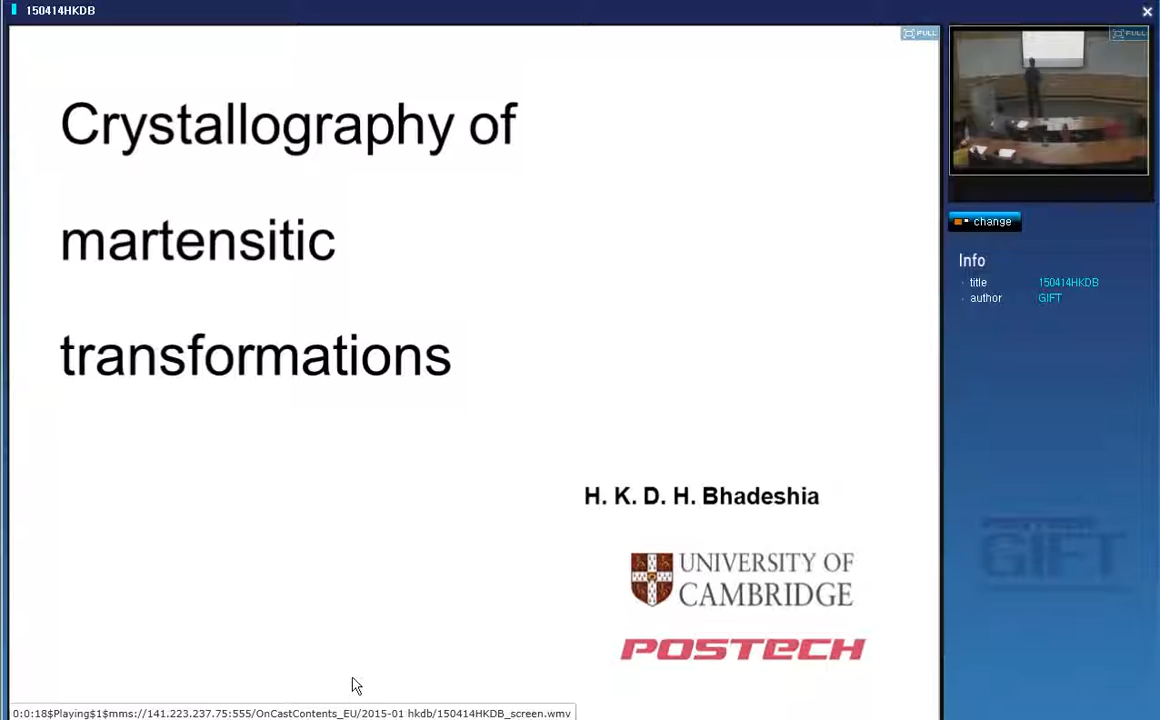 150414HKDB
FULL
FULL
Crystallography of
martensitic
transformations
H. K. D. H. Bhadeshia
UNIVERSITY OF
CAMBRIDGE
POSTECH
change
Info
title 150414HKDB
author GIFT
GIFT
0:0:18$Playing$1$mms://141.223.237.75:555/OnCastContents_EU/2015-01 hkdb/150414HKDB_screen.wmv